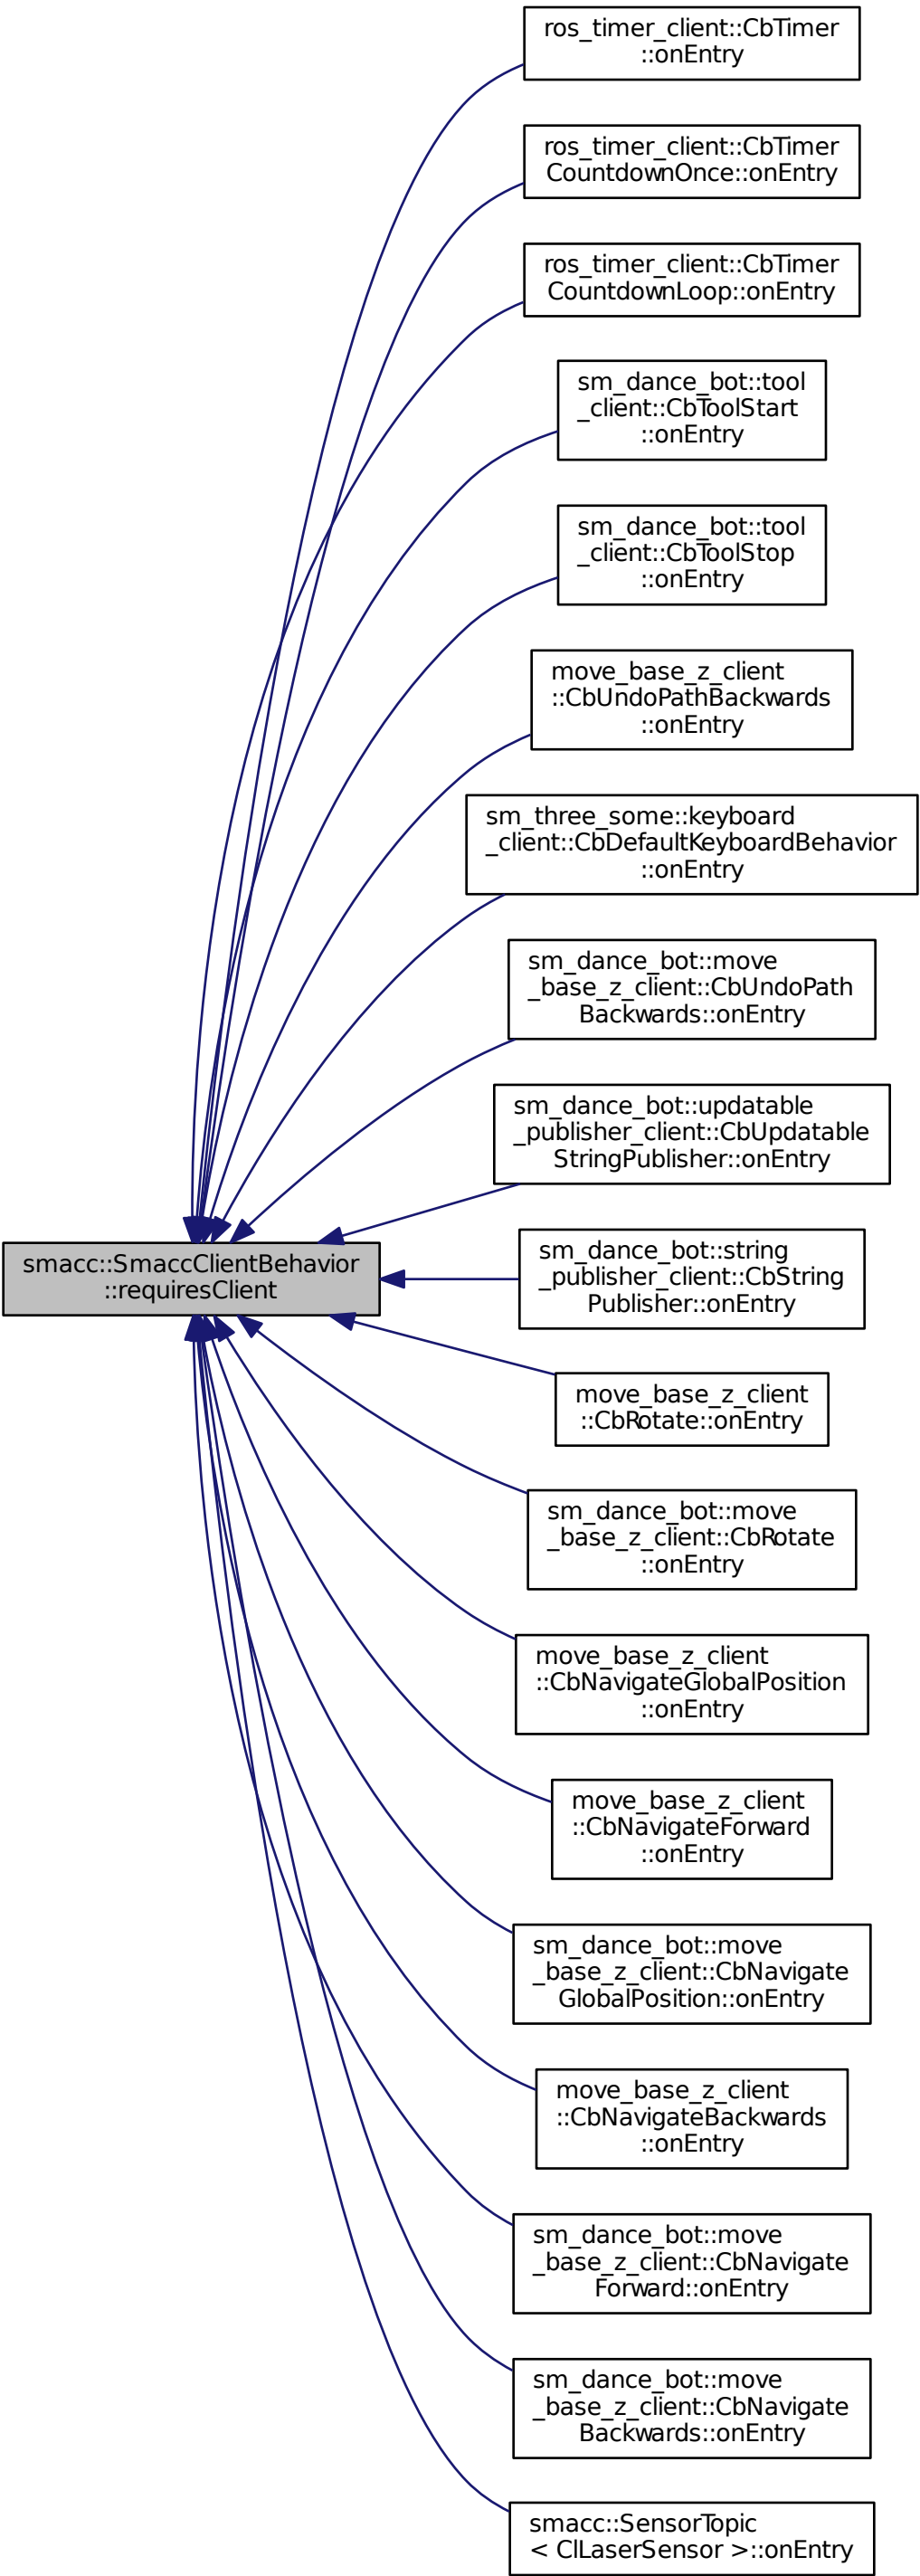 ros_timer_client::CbTimer
::onEntry
ros_timer_client::CbTimer
CountdownOnce::onEntry
ros_timer_client::CbTimer
CountdownLoop::onEntry
sm_dance_bot::tool
_client::CbToolStart
::onEntry
sm_dance_bot::tool
_client::CbToolStop
::onEntry
move_base_z_client
::CbUndoPathBackwards
::onEntry
sm_three_some::keyboard
_client::CbDefaultKeyboardBehavior
::onEntry
sm_dance_bot::move
_base_z_client::CbUndoPath
Backwards::onEntry
sm_dance_bot::updatable
_publisher_client::CbUpdatable
StringPublisher::onEntry
smacc::SmaccClientBehavior
::requiresClient
sm_dance_bot::string
_publisher_client::CbString
Publisher::onEntry
move_base_z_client
::CbRotate::onEntry
sm_dance_bot::move
_base_z_client::CbRotate
::onEntry
move_base_z_client
::CbNavigateGlobalPosition
::onEntry
move_base_z_client
::CbNavigateForward
::onEntry
sm_dance_bot::move
_base_z_client::CbNavigate
GlobalPosition::onEntry
move_base_z_client
::CbNavigateBackwards
::onEntry
sm_dance_bot::move
_base_z_client::CbNavigate
Forward::onEntry
sm_dance_bot::move
_base_z_client::CbNavigate
Backwards::onEntry
smacc::SensorTopic
< ClLaserSensor >::onEntry